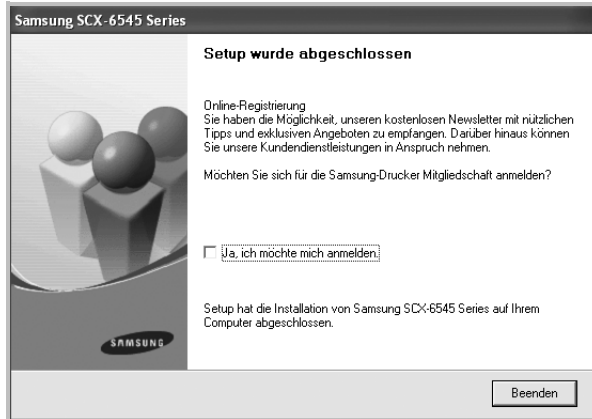 Samsung SCX-6545 Series
Setup wurde abgeschlossen
Online-Registrierung
Sie haben die Möglichkeit, unseren kostenlosen Newsletter mit nützlichen
Tipps und exklusiven Angeboten zu empfangen. Darüber hinaus können
Sie unsere Kundendienstleistungen in Anspruch nehmen.
Möchten Sie sich für die Samsung-Drucker Mitgliedschaft anmelden?
Ja, ich möchte mich anmelden.
Setup hat die Installation von Samsung SCX-6545 Series auf Ihrem
Computer abgeschlossen.
SAMSUNG
Beenden